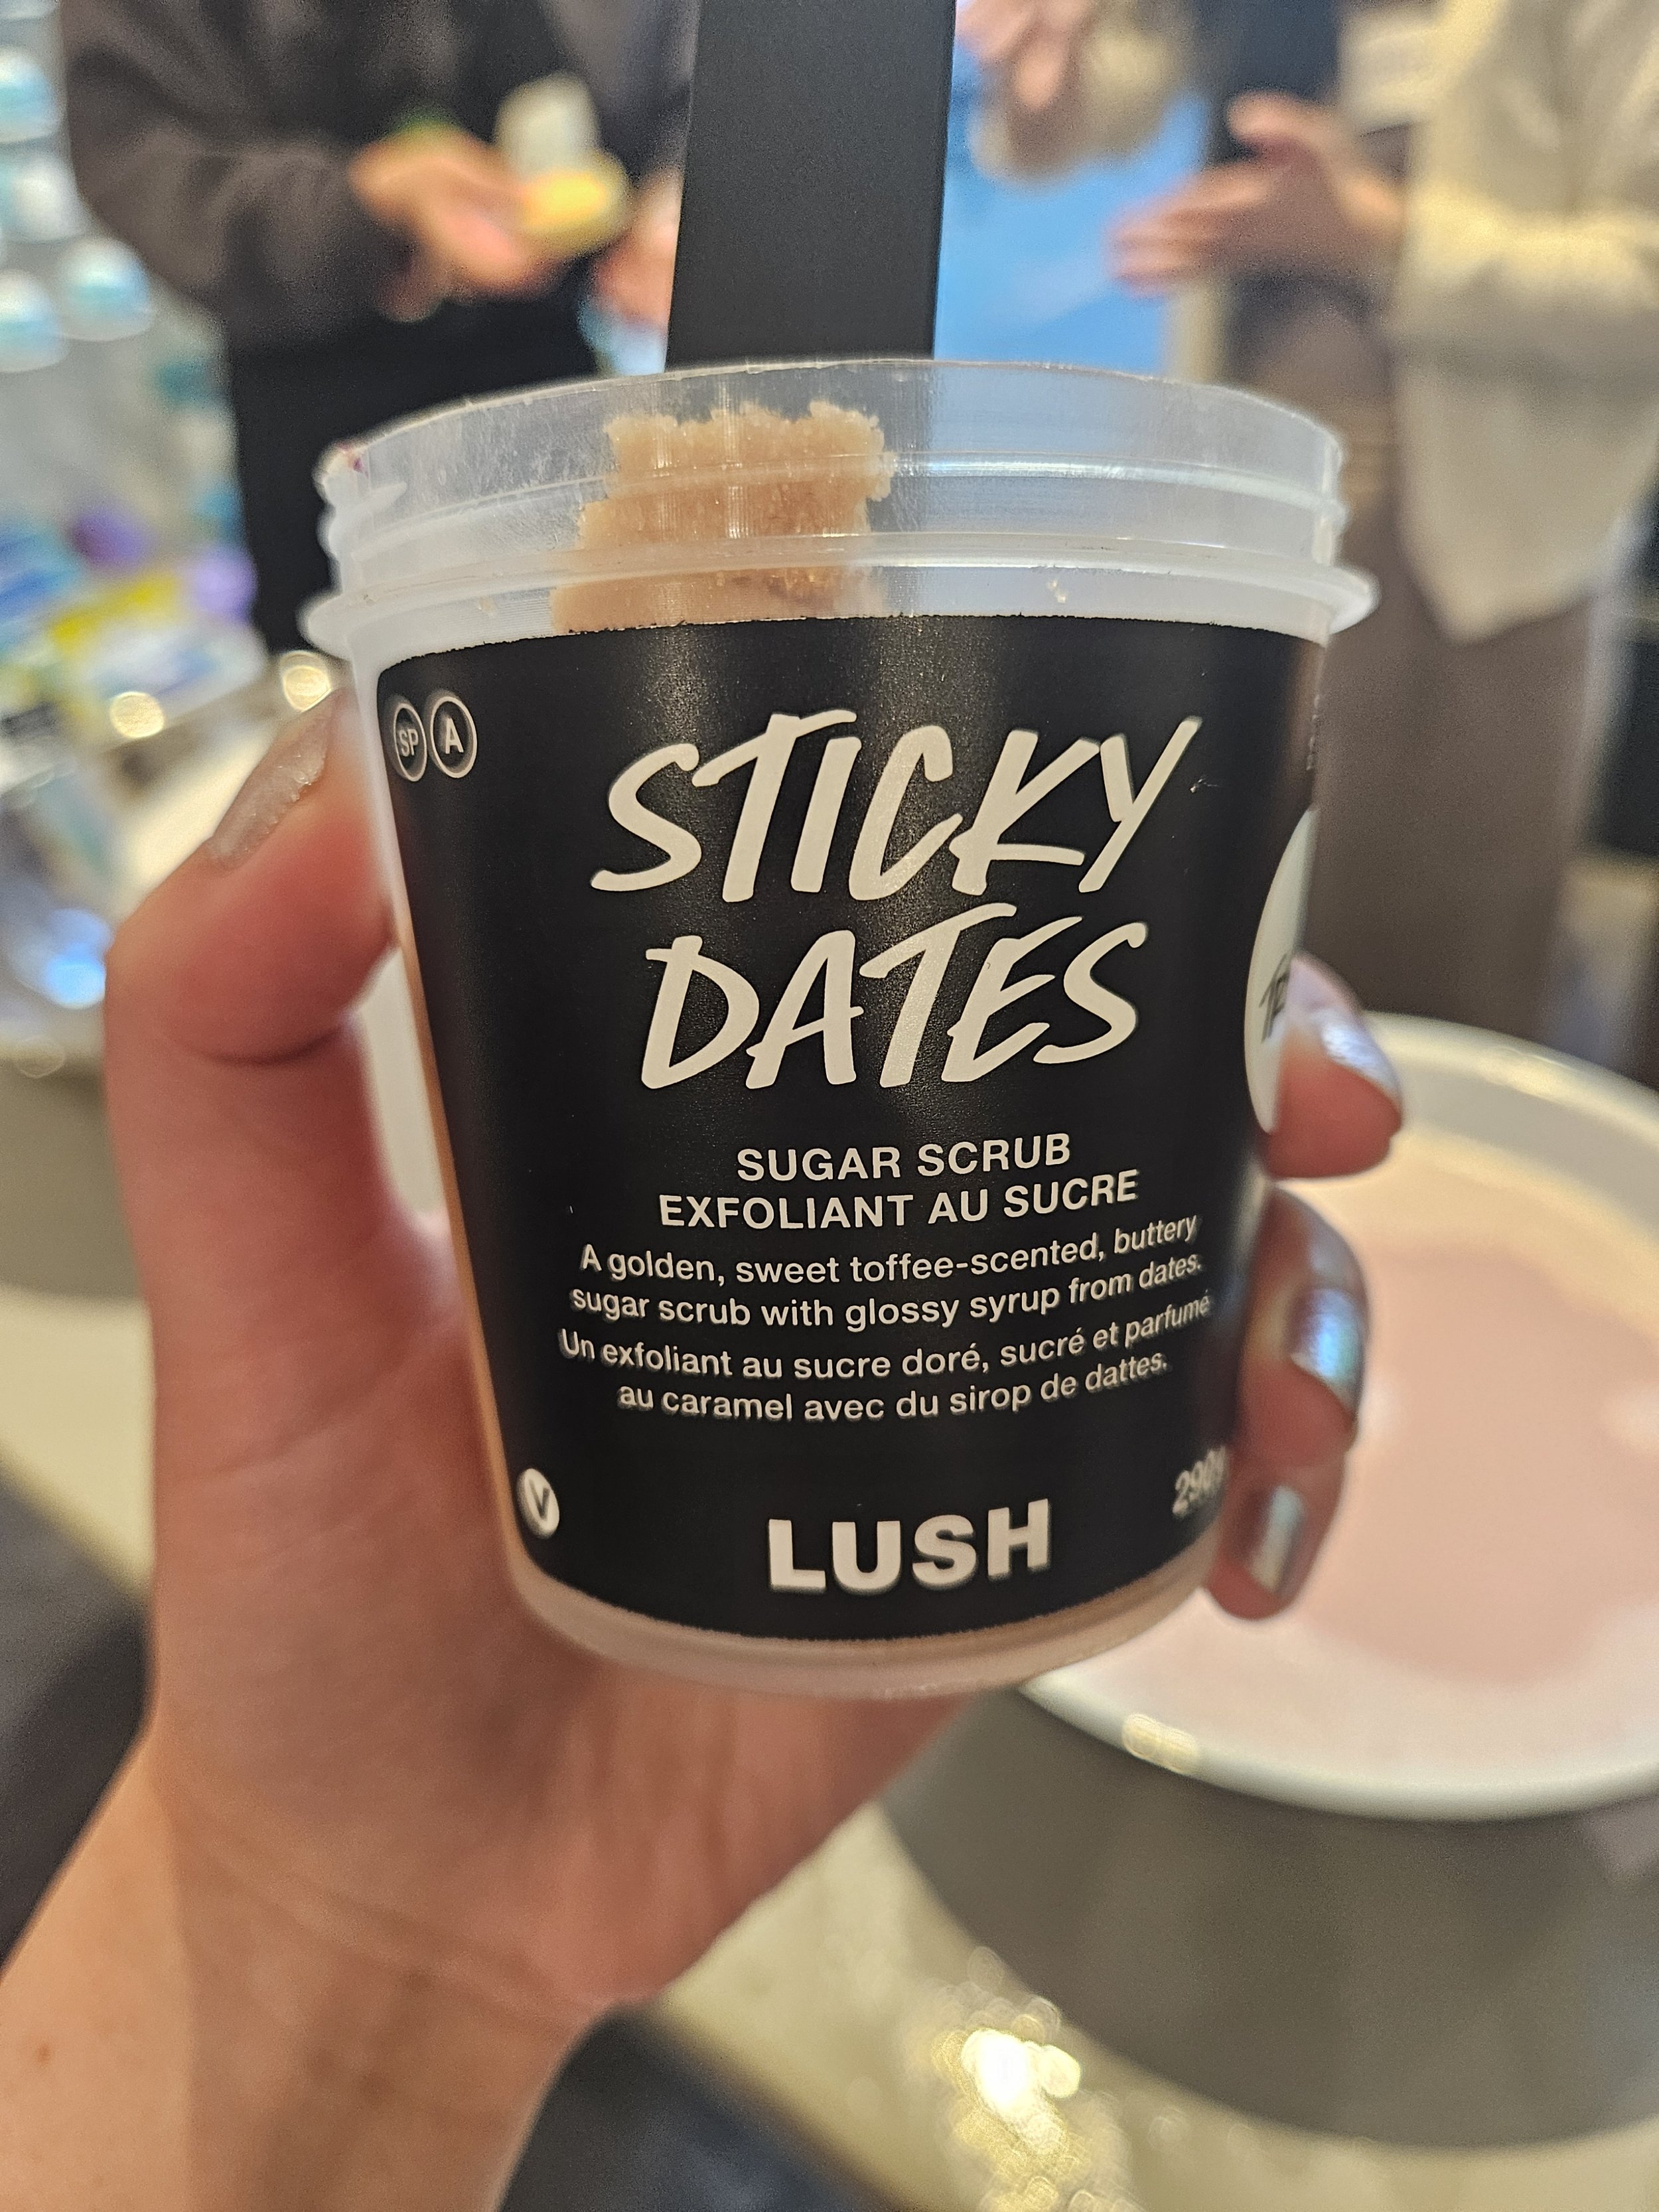 SP A
STICKY
DATES
SUGAR SCRUB
EXFOLIANT AU SUCRE
A golden, sweet toffee-scented, buttery
sugar scrub with glossy syrup from dates.
Un exfoliant au sucre doré, sucré et parfumé
au caramel avec du sirop de dattes.
V
LUSH
290g